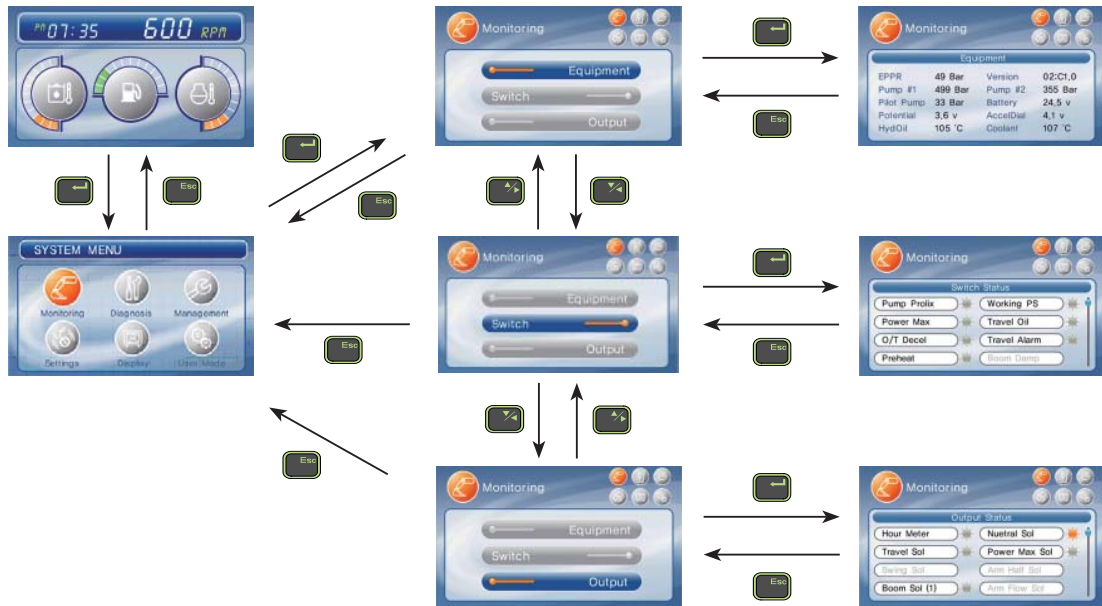 PM 07:35 600 RPM
Monitoring
Equipment
Switch
Output
Esc
Monitoring
Equipment
EPPR 49 Bar Version 02:C1,0
Pump #1 499 Bar Pump #2 355 Bar
Pilot Pump 33 Bar Battery 24,5 v
Potential 3,6 v AccelDial 4,1 v
HydOil 105 °C Coolant 107 °C
Esc
Esc
SYSTEM MENU
Monitoring Diagnosis Management
Settings Display User Mode
Esc
Monitoring
Equipment
Switch
Output
Esc
Monitoring
Switch Status
Pump Prolix Working PS
Power Max Travel Oil
O/T Decel Travel Alarm
Preheat Boom Damp
Esc
Monitoring
Equipment
Switch
Output
Esc
Monitoring
Output Status
Hour Meter Nuetral Sol
Travel Sol Power Max Sol
Swing Sol Arm Half Sol
Boom Sol (1) Arm Flow Sol